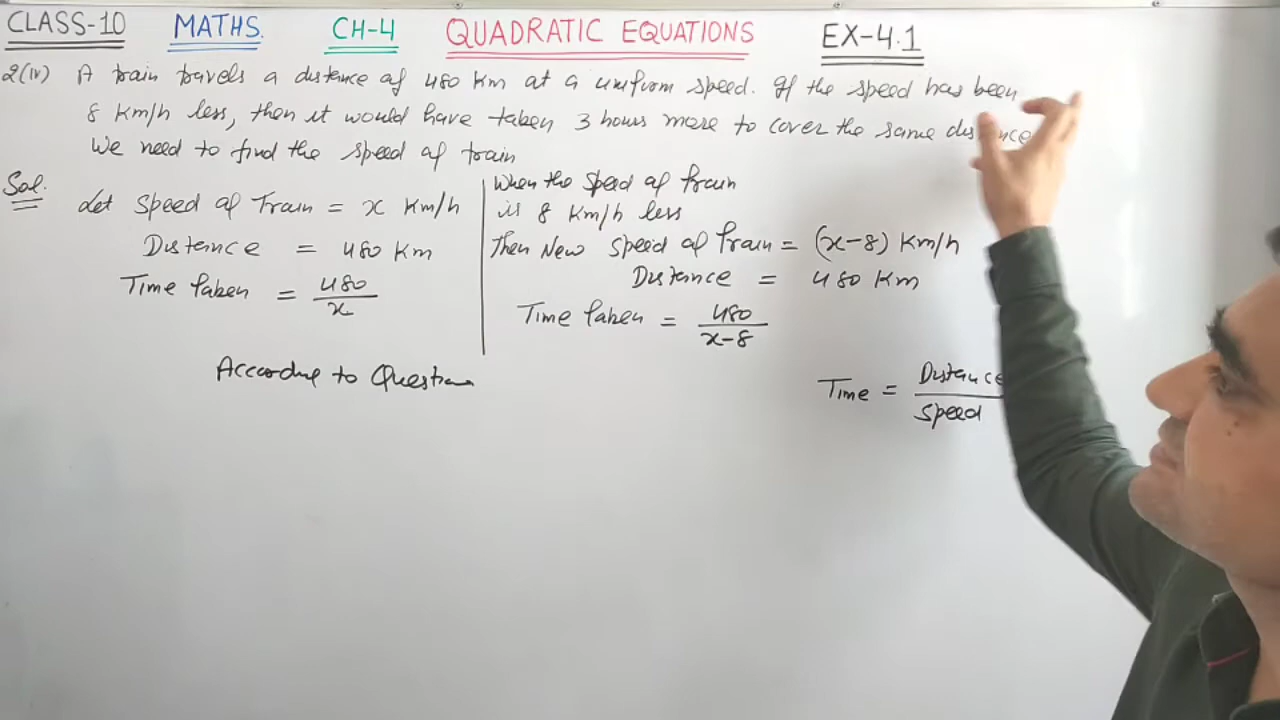 CLASS-10 MATHS. CH-4 QUADRATIC EQUATIONS EX-4.1
2(iv) A train travels a distance of 480 Km at a uniform speed. If the speed has been
8 Km/h less, then it would have taken 3 hours more to cover the same distance
We need to find the speed of train
Sol.
Let Speed of Train = x Km/h
Distance = 480 Km
Time taken = 480/x
When the Speed of Train
is 8 Km/h less
Then New Speed of Train = (x-8) Km/h
Distance = 480 Km
Time taken = 480/x-8
According to Question
Time = Distance/Speed